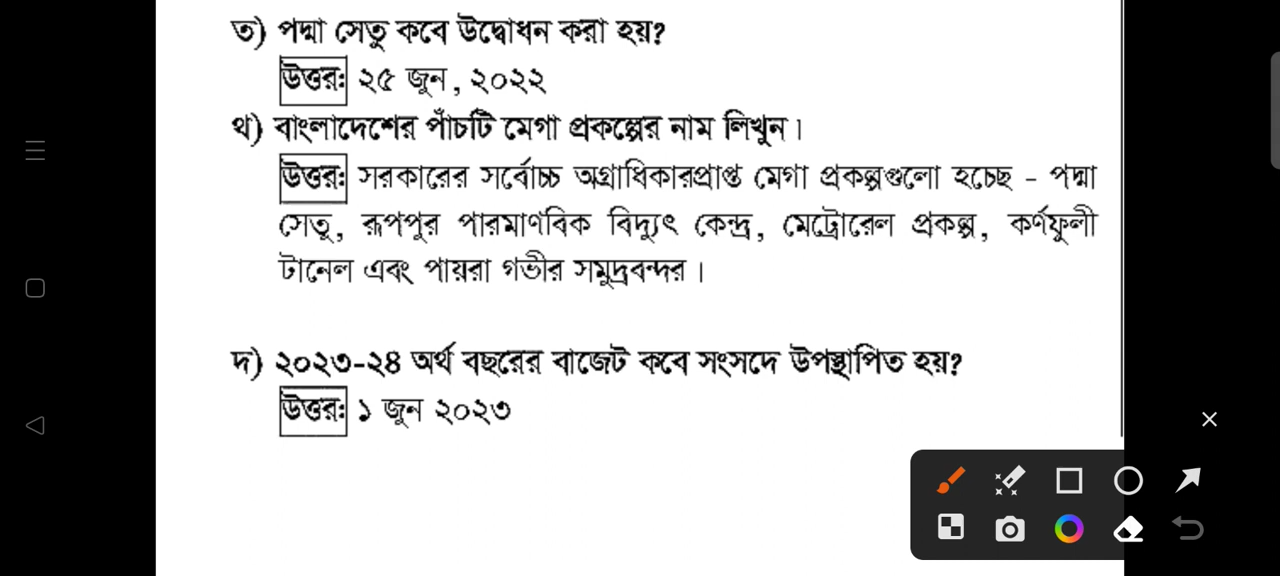 ত) পদ্মা সেতু কবে উদ্বোধন করা হয়?
উত্তর: ২৫ জুন, ২০২২
থ) বাংলাদেশের পাঁচটি মেগা প্রকল্পের নাম লিখুন।
উত্তর: সরকারের সর্বোচ্চ অগ্রাধিকারপ্রাপ্ত মেগা প্রকল্পগুলো হচ্ছে - পদ্মা
সেতু, রূপপুর পারমাণবিক বিদ্যুৎ কেন্দ্র, মেট্রোরেল প্রকল্প, কর্ণফুলী
টানেল এবং পায়রা গভীর সমুদ্রবন্দর।
দ) ২০২৩-২৪ অর্থ বছরের বাজেট কবে সংসদে উপস্থাপিত হয়?
উত্তর: ১ জুন ২০২৩